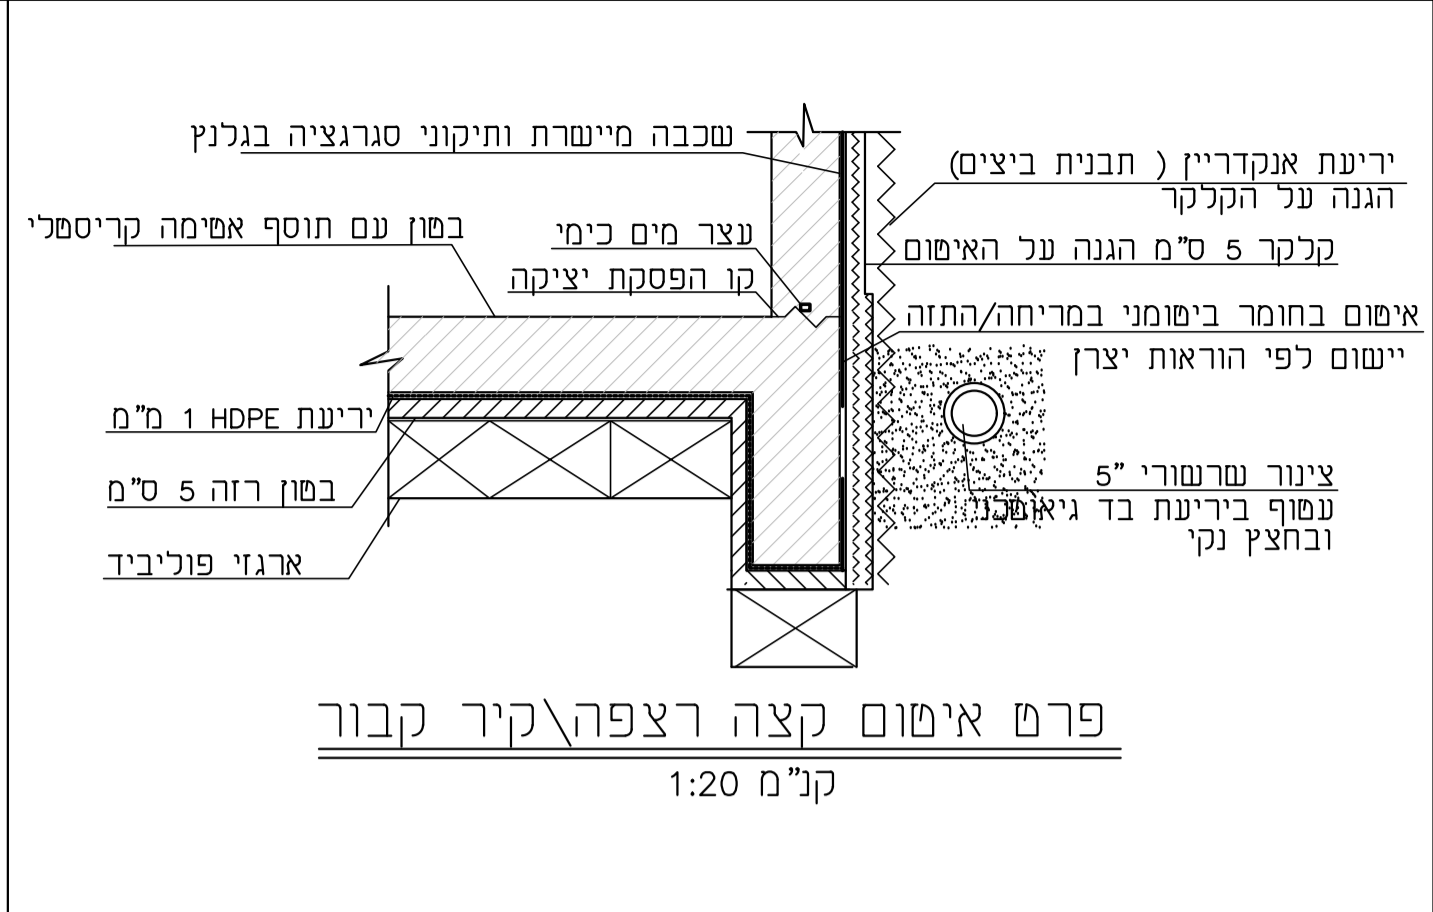 שכבה מיישרת ותיקוני סגרגציה בגלנץ
יריעת אנקדריין ( תבנית ביצים)
הגנה על הקלקר
בטון עם תוסף אטימה קריסטלי
עצר מים כימי
קלקר 5 ס"מ הגנה על האיטום
קו הפסקת יציקה
איטום בחומר ביטומני במריחה/התזה
יישום לפי הוראות יצרן
יריעת HDPE 1 מ"מ
בטון רזה 5 ס"מ
צינור שרשורי "5
עטוף ביריעת בד גיאוטכני
ובחצץ נקי
ארגזי פוליביד
פרט איטום קצה רצפה\קיר קבור
קנ"מ 1:20